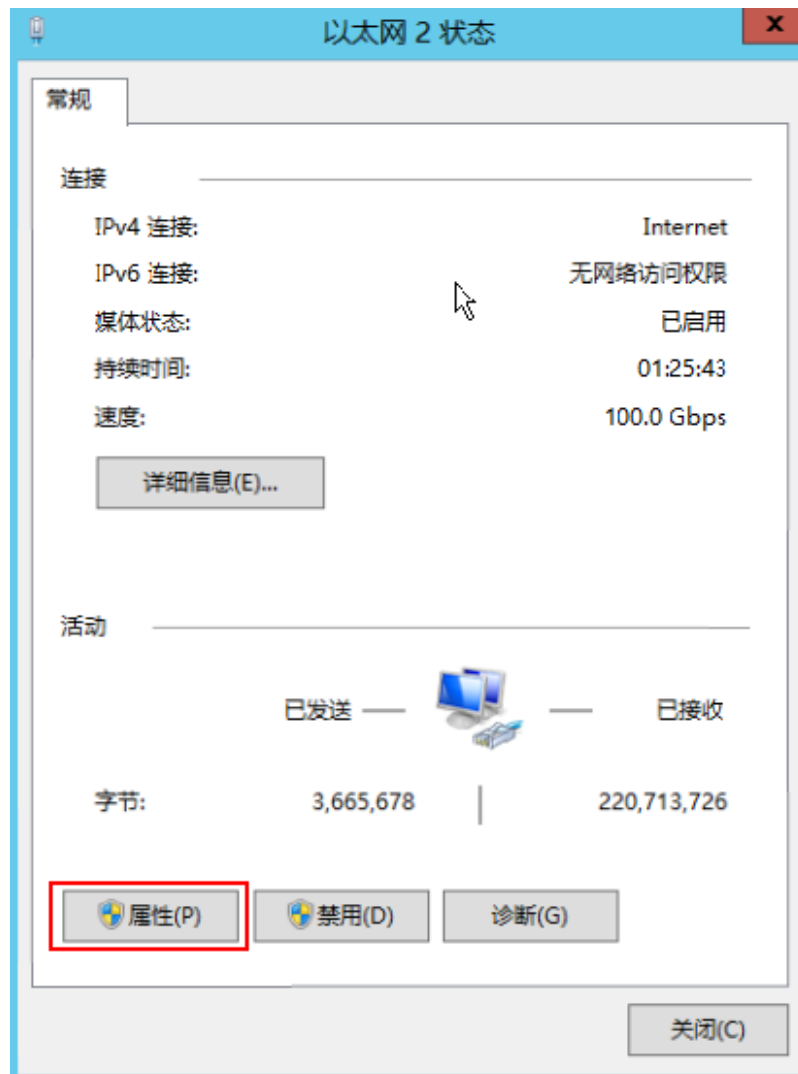 以太网 2 状态
x
常规
连接
IPv4 连接: Internet
IPv6 连接: 无网络访问权限
媒体状态: 已启用
持续时间: 01:25:43
速度: 100.0 Gbps
详细信息(E)...
活动
已发送 已接收
字节: 3,665,678 220,713,726
属性(P) 禁用(D) 诊断(G)
关闭(C)